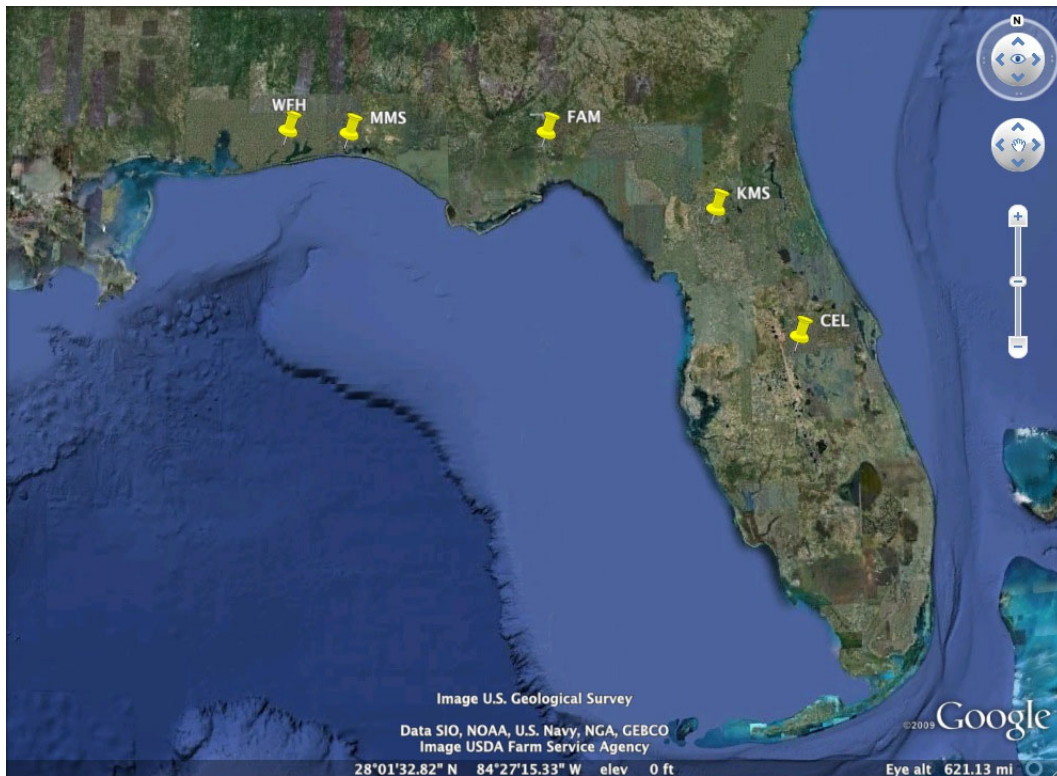 N
WFH
MMS
FAM
KMS
CEL
Image U.S. Geological Survey
Data SIO, NOAA, U.S. Navy, NGA, GEBCO
Image USDA Farm Service Agency
©2009 Google
28°01'32.82" N 84°27'15.33" W elev 0 ft Eye alt 621.13 mi